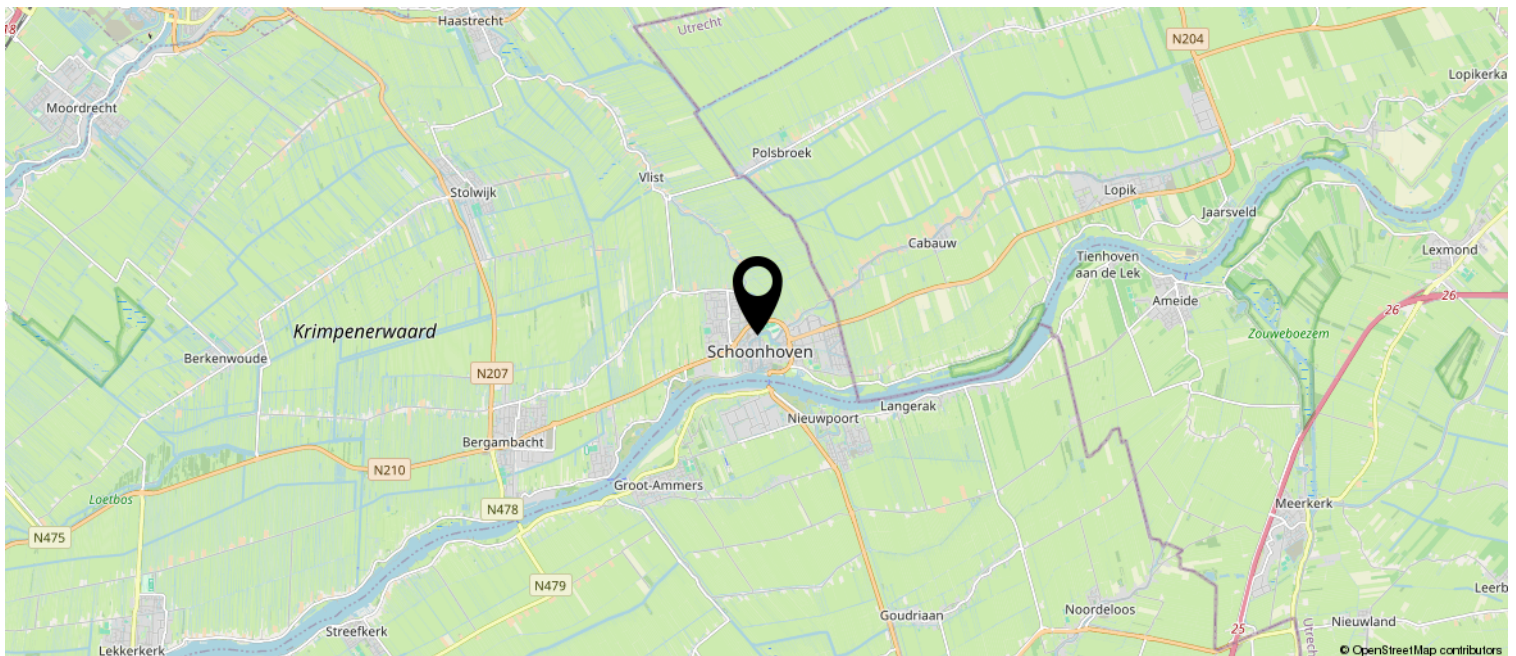 Haastrecht
Utrecht
18
N204
Lopikerka
Moordrecht
Polsbroek
Vlist
Stolwijk
Lopik
Jaarsveld
Cabauw
Lexmond
Tienhoven
aan de Lek
Ameide
26
26
Krimpenerwaard
Zouweboezem
Berkenwoude
Schoonhoven
N207
Langerak
Nieuwpoort
Bergambacht
N210
Groot-Ammers
Loetbos
N478
Meerkerk
N475
N479
Leerb
Goudriaan
Noordeloos
Nieuwland
Streefkerk
25
Utrecht
Lekkerkerk
© OpenStreetMap contributors